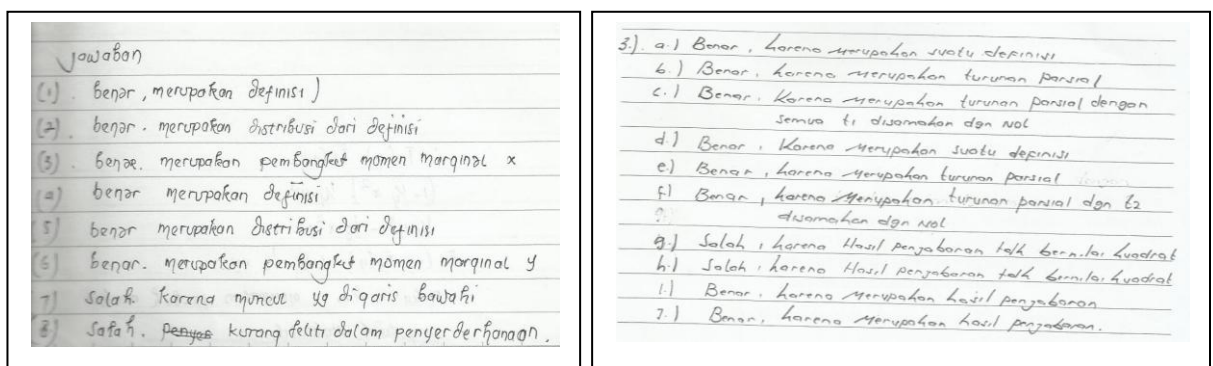 Jawaban
(1). benar, merupakan definisi)
(2). benar. merupakan distribusi dari definisi
(3). benar. merupakan pembangkit momen marginal x
(4) benar merupakan definisi
(5) benar merupakan distribusi dari definisi
(6) benar. merupakan pembangkit momen marginal y
7) salah. karena muncul yg digaris bawahi
8) salah. kurang teliti dalam penyerderhanaan.
3.). a.) Benar, karena merupakan suatu definisi
b.) Benar, karena merupakan turunan parsial
c.) Benar. Karena merupakan turunan parsial dengan
semua t1 disamakan dgn Nol
d.) Benar, Karena merupakan suatu definisi
e.) Benar, karena merupakan turunan parsial
f.) Benar, karena merupakan turunan parsial dgn t2
disamakan dgn Nol
g.) Salah, karena Hasil penjabaran tdk bernilai kuadrat
h.) Salah, karena Hasil penjabaran tdk bernilai kuadrat
i.) Benar, karena merupakan hasil penjabaran
j.) Benar, karena merupakan hasil penjabaran.